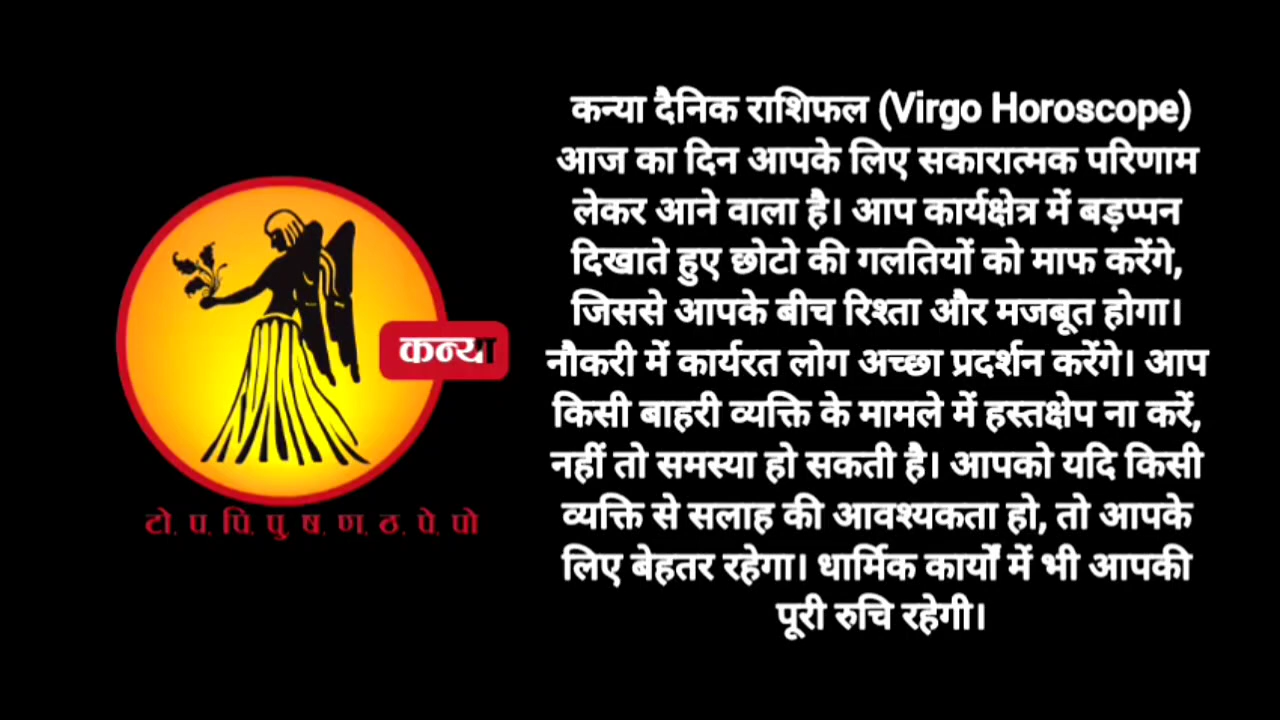 कन्या
टो. प. पि. पु. ष. ण. ठ. पे. पो
कन्या दैनिक राशिफल (Virgo Horoscope)
आज का दिन आपके लिए सकारात्मक परिणाम
लेकर आने वाला है। आप कार्यक्षेत्र में बड़प्पन
दिखाते हुए छोटो की गलतियों को माफ करेंगे,
जिससे आपके बीच रिश्ता और मजबूत होगा।
नौकरी में कार्यरत लोग अच्छा प्रदर्शन करेंगे। आप
किसी बाहरी व्यक्ति के मामले में हस्तक्षेप ना करें,
नहीं तो समस्या हो सकती है। आपको यदि किसी
व्यक्ति से सलाह की आवश्यकता हो, तो आपके
लिए बेहतर रहेगा। धार्मिक कार्यों में भी आपकी
पूरी रुचि रहेगी।